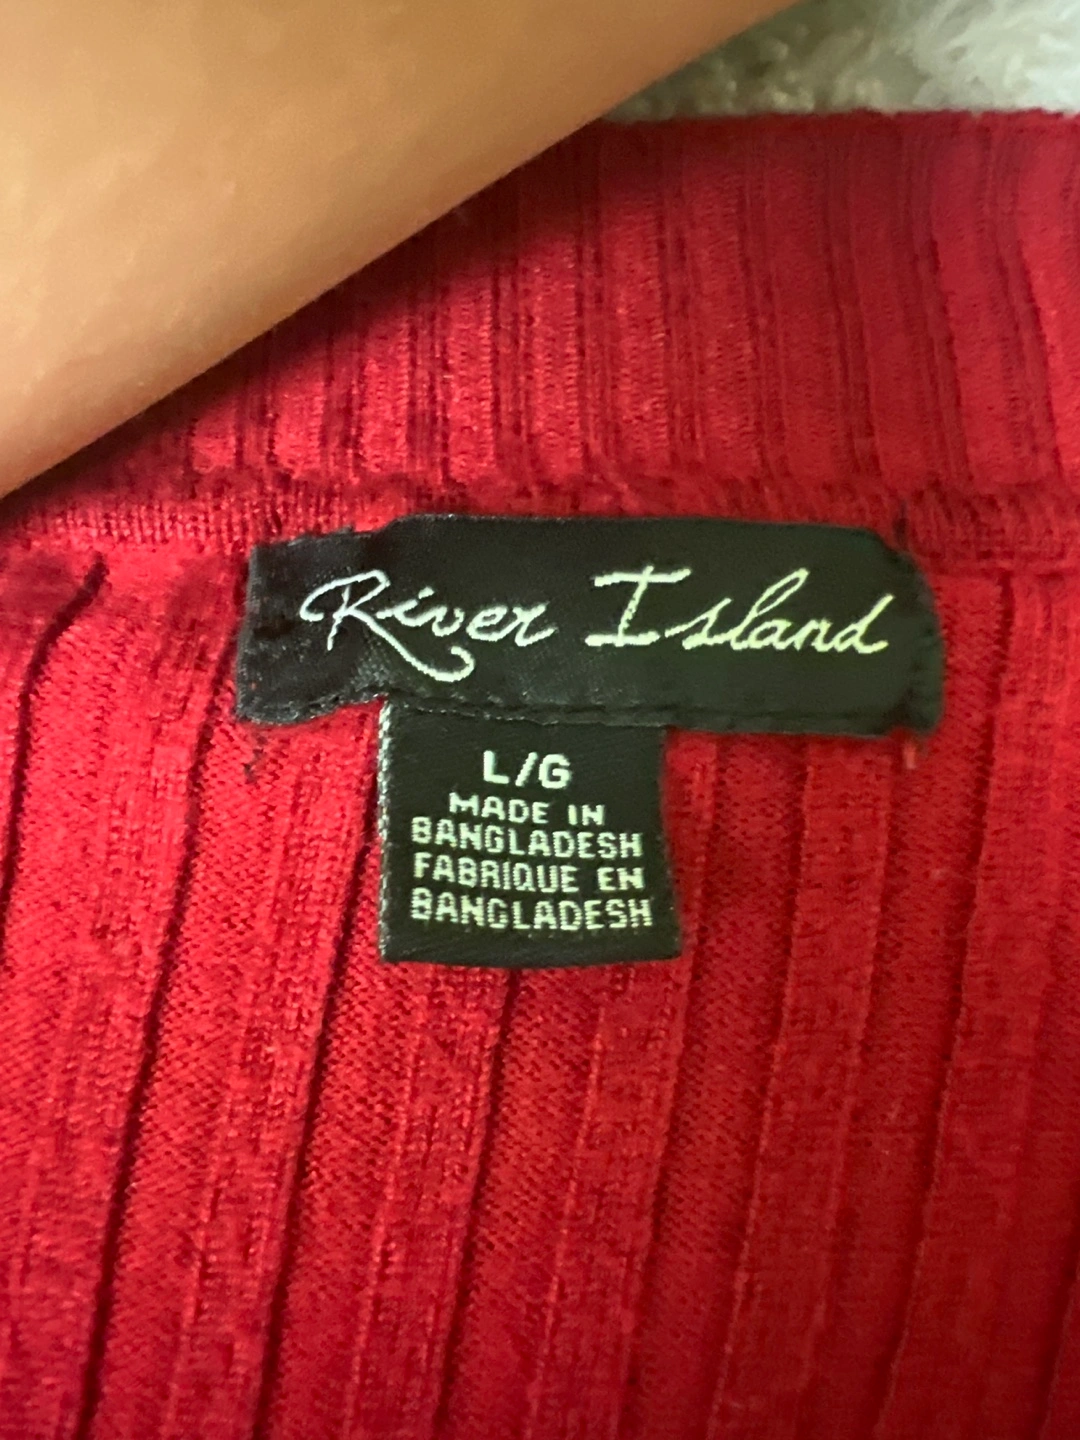 River Island
L/G
MADE IN
BANGLADESH
FABRIQUE EN
BANGLADESH